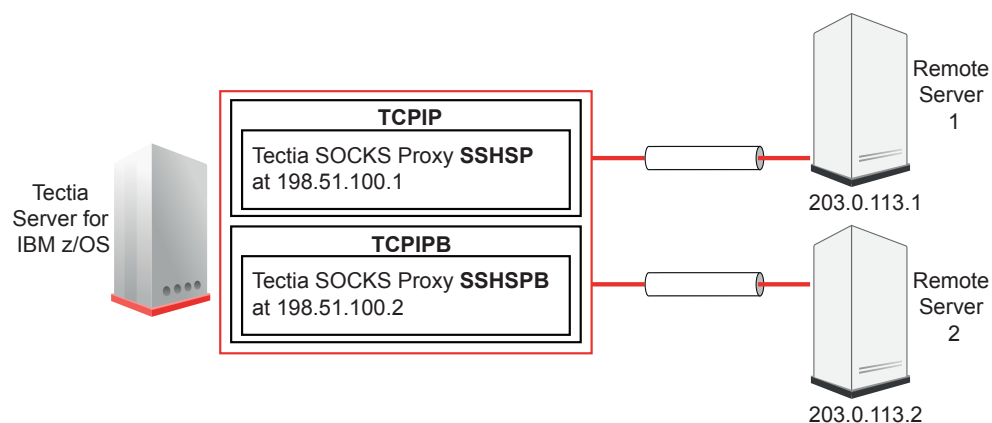 Tectia
Server for
IBM z/OS
TCPIP
Tectia SOCKS Proxy SSHSP
at 198.51.100.1
TCPIPB
Tectia SOCKS Proxy SSHSPB
at 198.51.100.2
Remote
Server
1
203.0.113.1
Remote
Server
2
203.0.113.2